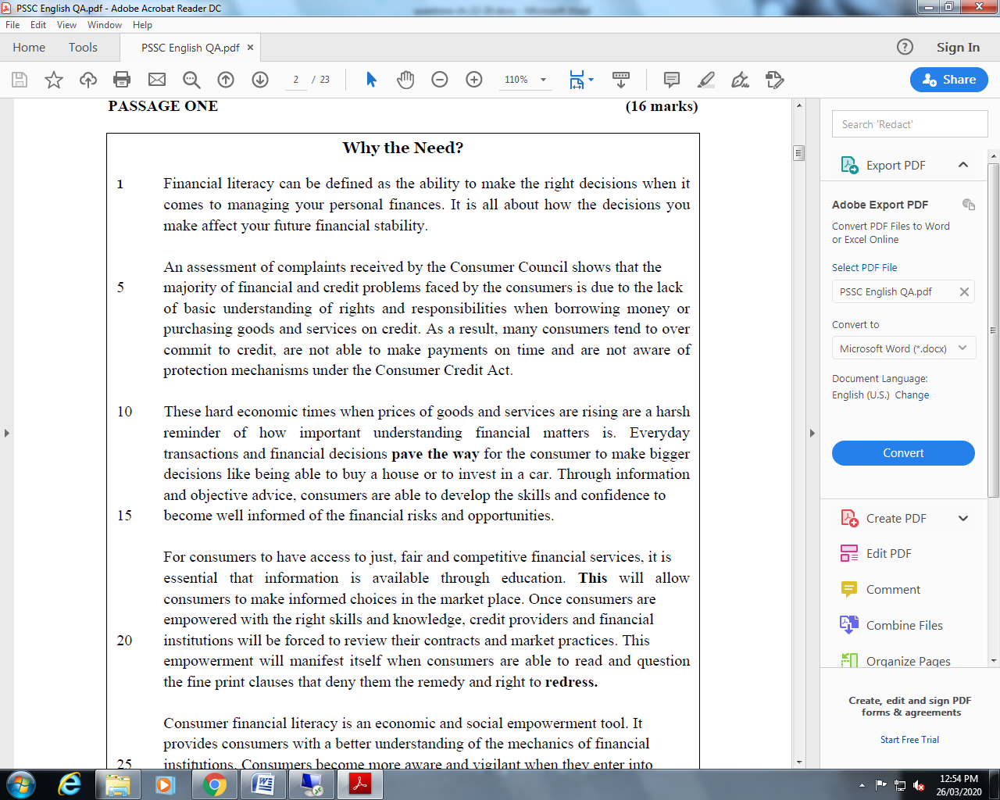 PSSC English QA.pdf - Adobe Acrobat Reader DC
File Edit View Window Help
Home Tools PSSC English QA.pdf × Sign In
2 / 23 110% Share
PASSAGE ONE (16 marks)
Why the Need?
1 Financial literacy can be defined as the ability to make the right decisions when it
comes to managing your personal finances. It is all about how the decisions you
make affect your future financial stability.
An assessment of complaints received by the Consumer Council shows that the
5 majority of financial and credit problems faced by the consumers is due to the lack
of basic understanding of rights and responsibilities when borrowing money or
purchasing goods and services on credit. As a result, many consumers tend to over
commit to credit, are not able to make payments on time and are not aware of
protection mechanisms under the Consumer Credit Act.
10 These hard economic times when prices of goods and services are rising are a harsh
reminder of how important understanding financial matters is. Everyday
transactions and financial decisions pave the way for the consumer to make bigger
decisions like being able to buy a house or to invest in a car. Through information
and objective advice, consumers are able to develop the skills and confidence to
15 become well informed of the financial risks and opportunities.
For consumers to have access to just, fair and competitive financial services, it is
essential that information is available through education. This will allow
consumers to make informed choices in the market place. Once consumers are
empowered with the right skills and knowledge, credit providers and financial
20 institutions will be forced to review their contracts and market practices. This
empowerment will manifest itself when consumers are able to read and question
the fine print clauses that deny them the remedy and right to redress.
Consumer financial literacy is an economic and social empowerment tool. It
provides consumers with a better understanding of the mechanics of financial
25 institutions. Consumers become more aware and vigilant when they enter into
Search 'Redact'
Export PDF
Adobe Export PDF
Convert PDF Files to Word
or Excel Online
Select PDF File
PSSC English QA.pdf
Convert to
Microsoft Word (*.docx)
Document Language:
English (U.S.) Change
Convert
Create PDF
Edit PDF
Comment
Combine Files
Organize Pages
Create, edit and sign PDF
forms & agreements
Start Free Trial
12:54 PM
26/03/2020